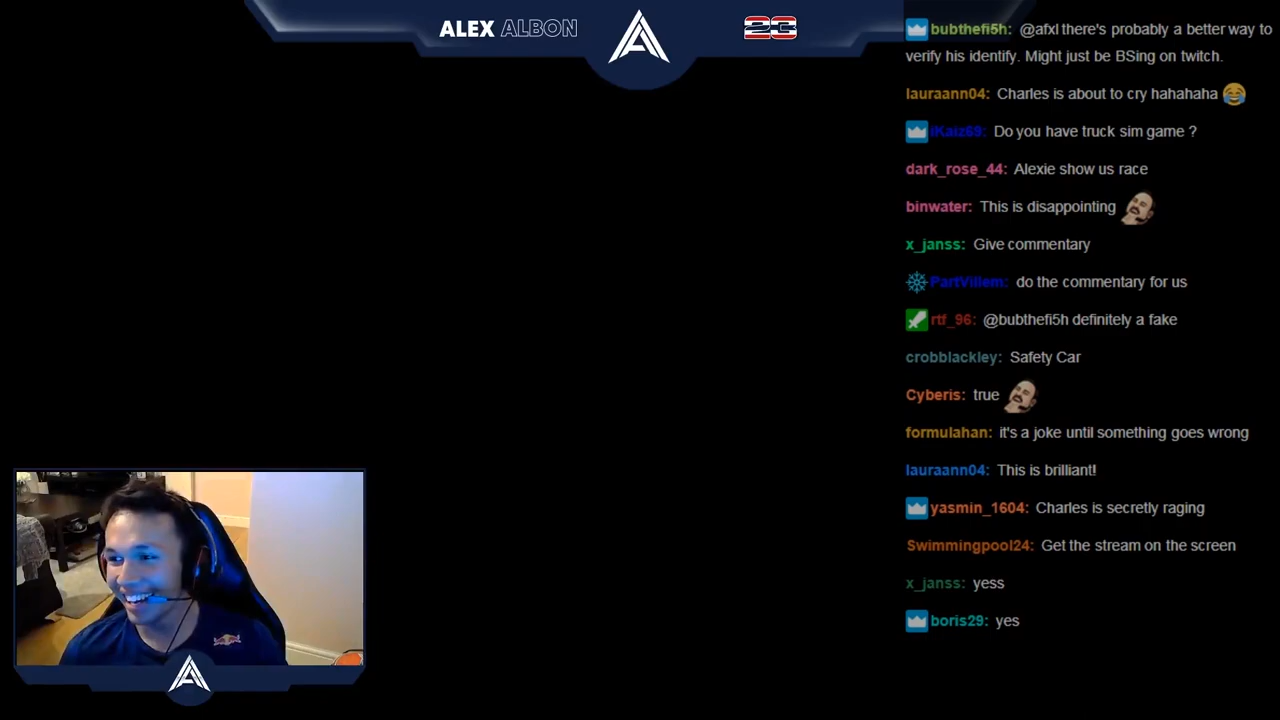 ALEX ALBON
23
bubthefi5h: @afxl there's probably a better way to
verify his identify. Might just be BSing on twitch.
lauraann04: Charles is about to cry hahahaha 😂
iKaiz69: Do you have truck sim game ?
dark_rose_44: Alexie show us race
binwater: This is disappointing
x_janss: Give commentary
PartVillem: do the commentary for us
rtf_96: @bubthefi5h definitely a fake
crobblackley: Safety Car
Cyberis: true
formulahan: it's a joke until something goes wrong
lauraann04: This is brilliant!
yasmin_1604: Charles is secretly raging
Swimmingpool24: Get the stream on the screen
x_janss: yess
boris29: yes